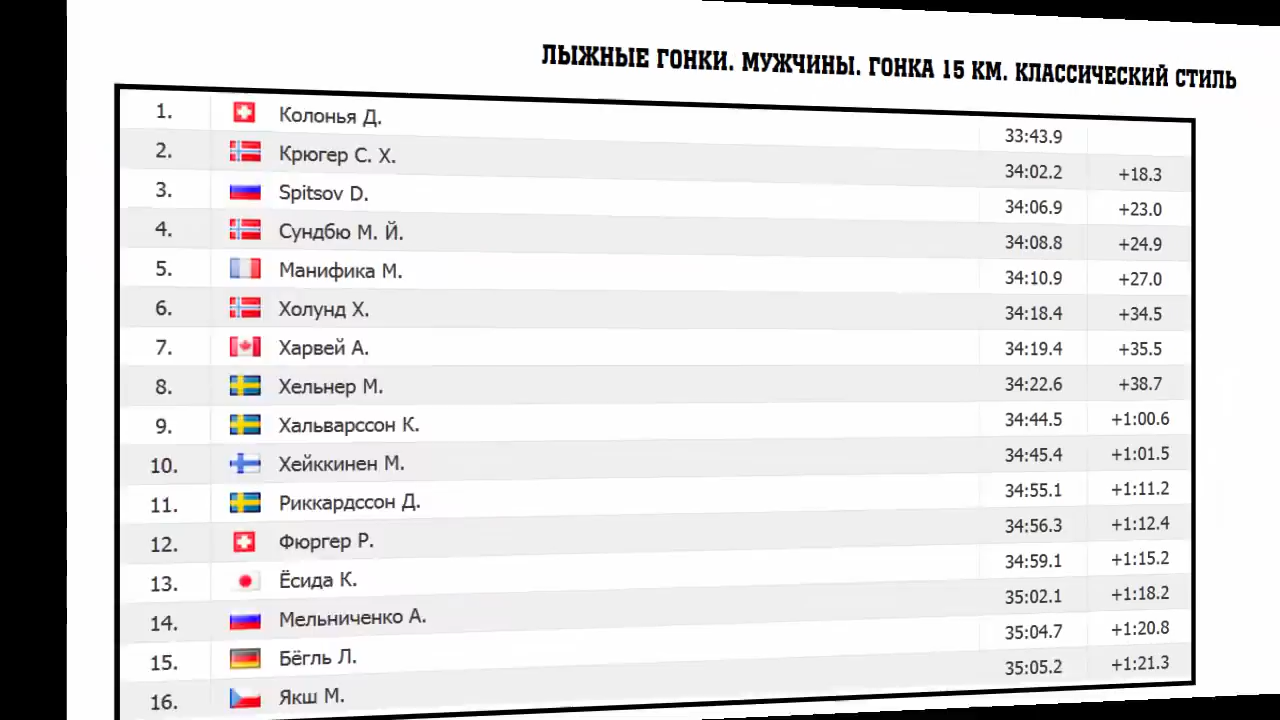 ЛЫЖНЫЕ ГОНКИ. МУЖЧИНЫ. ГОНКА 15 КМ. КЛАССИЧЕСКИЙ СТИЛЬ
1. Колонья Д. 33:43.9
2. Крюгер С. Х. 34:02.2 +18.3
3. Spitsov D. 34:06.9 +23.0
4. Сундбю М. Й. 34:08.8 +24.9
5. Манифика М. 34:10.9 +27.0
6. Холунд Х. 34:18.4 +34.5
7. Харвей А. 34:19.4 +35.5
8. Хельнер М. 34:22.6 +38.7
9. Хальварссон К. 34:44.5 +1:00.6
10. Хейккинен М. 34:45.4 +1:01.5
11. Риккардссон Д. 34:55.1 +1:11.2
12. Фюргер Р. 34:56.3 +1:12.4
13. Ёсида К. 34:59.1 +1:15.2
14. Мельниченко А. 35:02.1 +1:18.2
15. Бёгль Л. 35:04.7 +1:20.8
16. Якш М. 35:05.2 +1:21.3